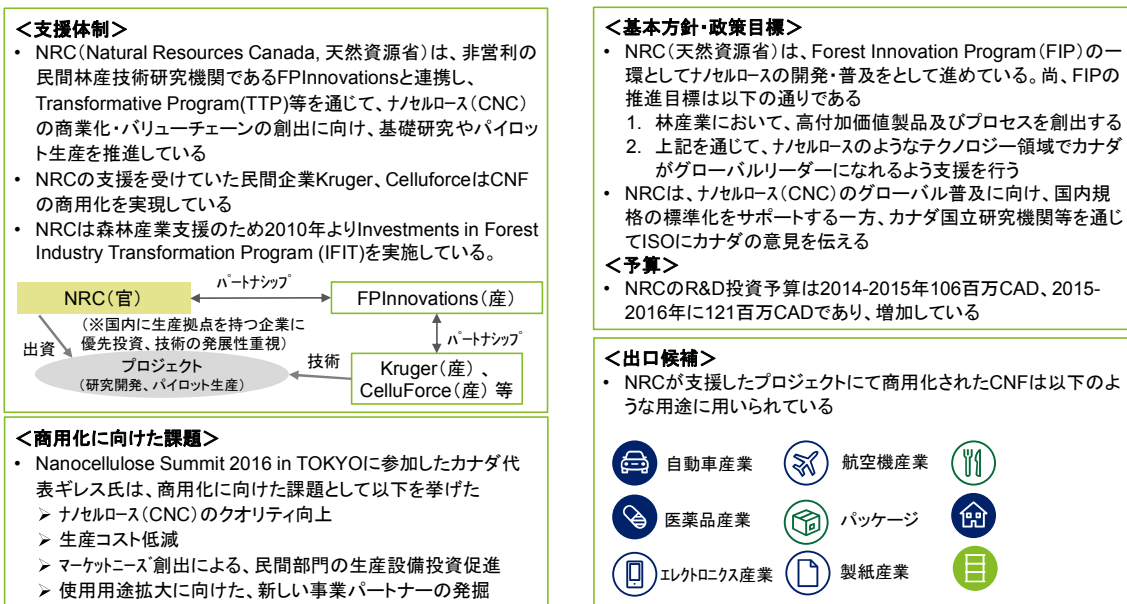 ＜支援体制＞
• NRC（Natural Resources Canada, 天然資源省）は、非営利の
民間林産技術研究機関であるFPInnovationsと連携し、
Transformative Program(TTP)等を通じて、ﾅﾉｾﾙﾛｰｽ（CNC）
の商業化・バリューチェーンの創出に向け、基礎研究やパイロッ
ト生産を推進している
• NRCの支援を受けていた民間企業Kruger、CelluforceはCNF
の商用化を実現している
• NRCは森林産業支援のため2010年よりInvestments in Forest
Industry Transformation Program (IFIT)を実施している。
NRC（官）
ﾊﾟｰﾄﾅｼｯﾌﾟ
FPInnovations（産）
（※国内に生産拠点を持つ企業に
優先投資、技術の発展性重視）
出資
ﾊﾟｰﾄﾅｼｯﾌﾟ
プロジェクト
（研究開発、パイロット生産）
技術
Kruger（産）、
CelluForce（産）等
＜商用化に向けた課題＞
• Nanocellulose Summit 2016 in TOKYOに参加したカナダ代
表ギレス氏は、商用化に向けた課題として以下を挙げた
➢ ﾅﾉｾﾙﾛｰｽ（CNC）のクオリティ向上
➢ 生産コスト低減
➢ ﾏｰｹｯﾄﾆｰｽﾞ創出による、民間部門の生産設備投資促進
➢ 使用用途拡大に向けた、新しい事業パートナーの発掘
＜基本方針・政策目標＞
• NRC（天然資源省）は、Forest Innovation Program（FIP）の一
環としてﾅﾉｾﾙﾛｰｽの開発・普及をとして進めている。尚、FIPの
推進目標は以下の通りである
1. 林産業において、高付加価値製品及びプロセスを創出する
2. 上記を通じて、ﾅﾉｾﾙﾛｰｽのようなテクノロジー領域でカナダ
がグローバルリーダーになれるよう支援を行う
• NRCは、ﾅﾉｾﾙﾛｰｽ（CNC）のグローバル普及に向け、国内規
格の標準化をサポートする一方、カナダ国立研究機関等を通じ
てISOにカナダの意見を伝える
＜予算＞
• NRCのR&D投資予算は2014-2015年106百万CAD、2015-
2016年に121百万CADであり、増加している
＜出口候補＞
• NRCが支援したプロジェクトにて商用化されたCNFは以下のよ
うな用途に用いられている
自動車産業
航空機産業
医薬品産業
パッケージ
ｴﾚｸﾄﾛﾆｸｽ産業
製紙産業